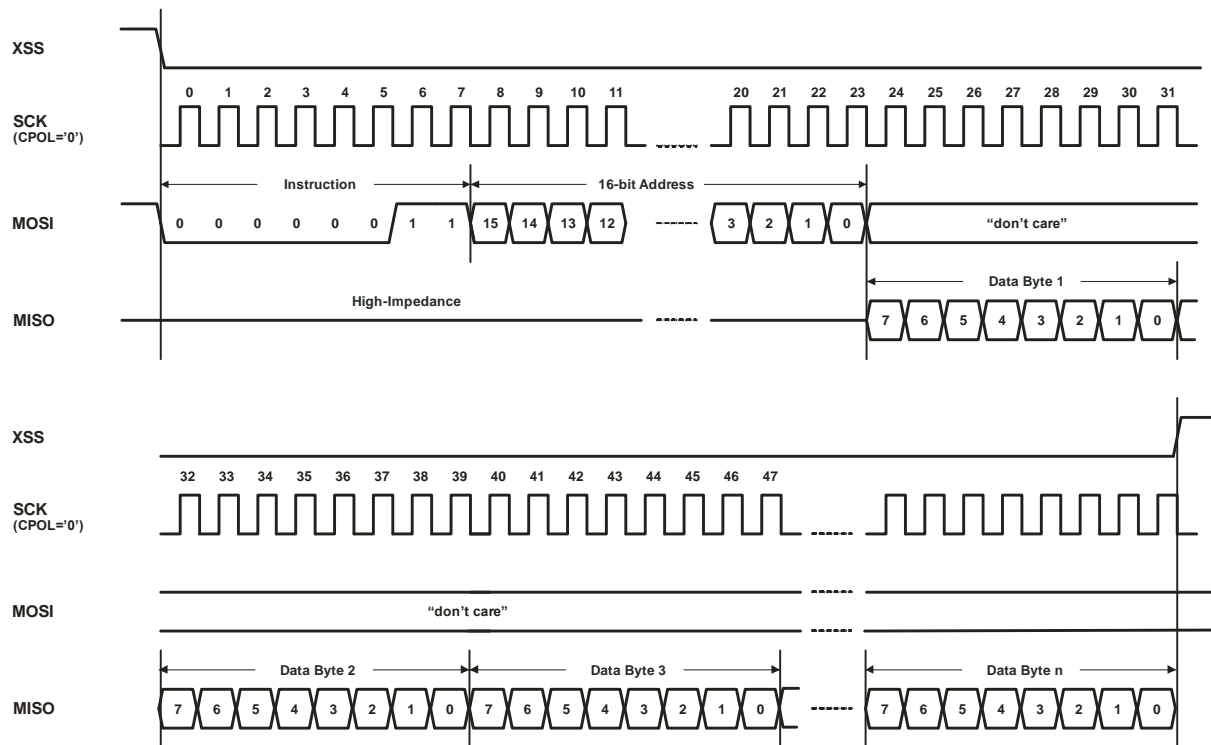 XSS
0 1 2 3 4 5 6 7 8 9 10 11 20 21 22 23 24 25 26 27 28 29 30 31
SCK
(CPOL='0')
Instruction 16-bit Address
MOSI 0 0 0 0 0 0 1 1 15 14 13 12 3 2 1 0 “don’t care”
Data Byte 1
High-Impedance
MISO 7 6 5 4 3 2 1 0
XSS
32 33 34 35 36 37 38 39 40 41 42 43 44 45 46 47
SCK
(CPOL='0')
MOSI “don’t care”
Data Byte 2 Data Byte 3 Data Byte n
MISO 7 6 5 4 3 2 1 0 7 6 5 4 3 2 1 0 7 6 5 4 3 2 1 0